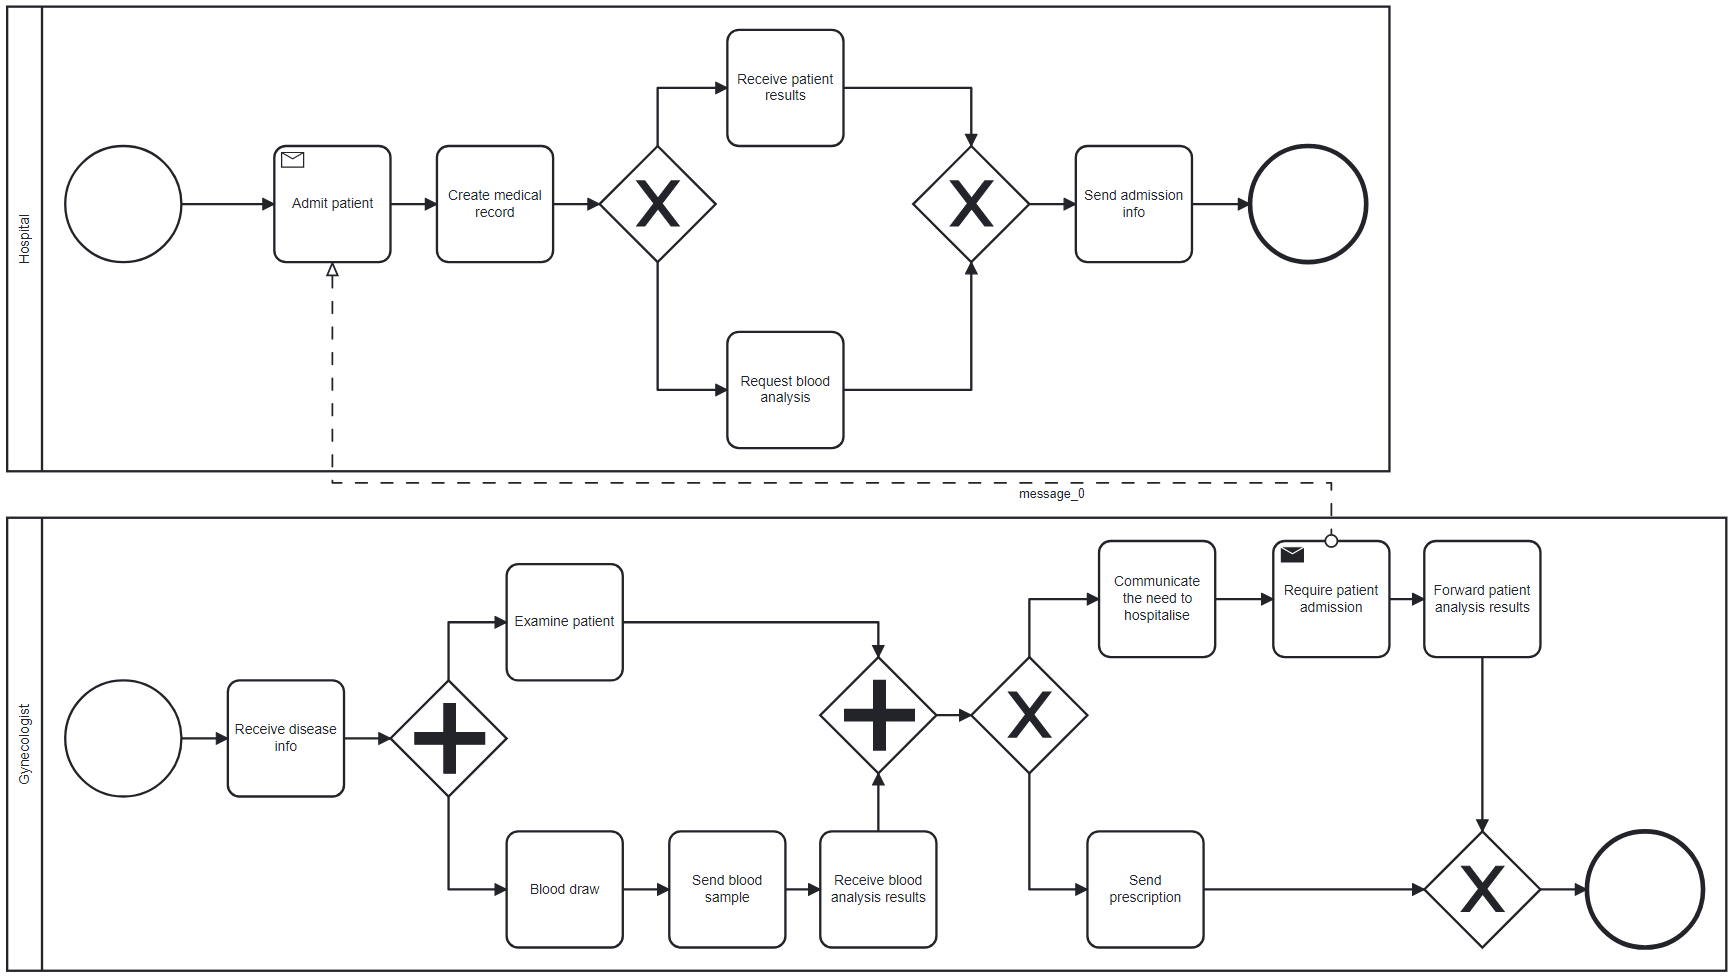 Hospital
Receive patient
results
Admit patient
Create medical
record
Send admission
info
Request blood
analysis
message_0
Gynecologist
Communicate
the need to
hospitalise
Require patient
admission
Forward patient
analysis results
Examine patient
Receive disease
info
Blood draw
Send blood
sample
Receive blood
analysis results
Send
prescription